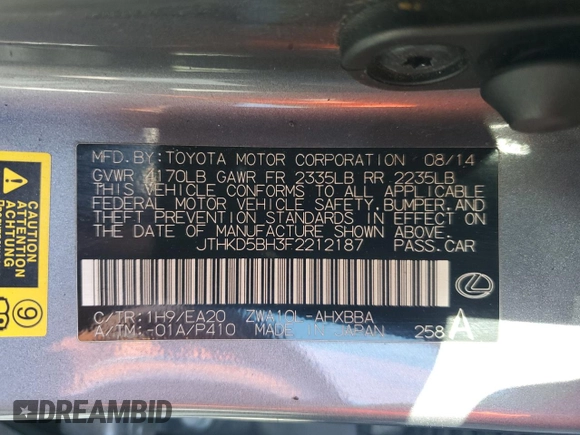 MFD.BY:TOYOTA MOTOR CORPORATION 08/14
GVWR 4170LB GAWR FR 2335LB RR 2235LB
THIS VEHICLE CONFORMS TO ALL APPLICABLE
FEDERAL MOTOR VEHICLE SAFETY,BUMPER,AND
THEFT PREVENTION STANDARDS IN EFFECT ON
THE DATE OF MANUFACTURE SHOWN ABOVE.
JTHKD5BH3F2212187 PASS.CAR
C/TR:1H9/EA20 ZWA10L-AHXBBA
A/TM:-01A/P410 MADE IN JAPAN 258 A
CAUTION
ATTENTION
9
DREAMBID